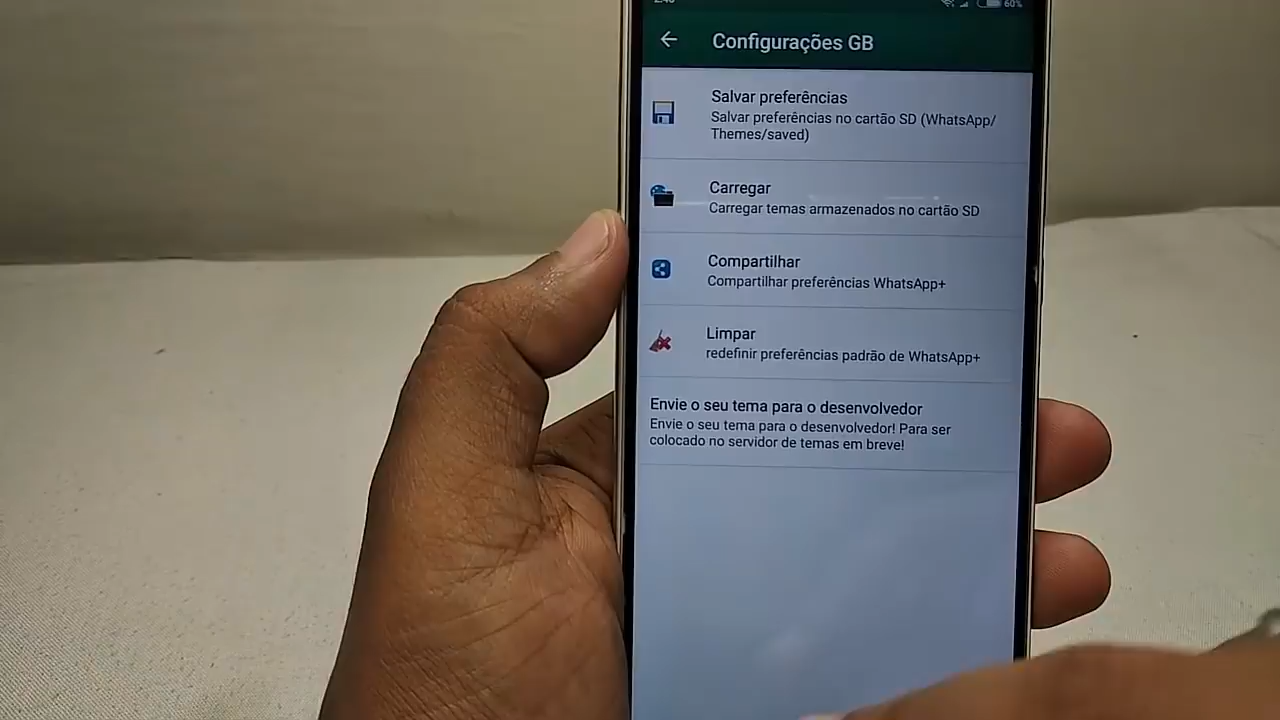 60%
Configurações GB
Salvar preferências
Salvar preferências no cartão SD (WhatsApp/
Themes/saved)
Carregar
Carregar temas armazenados no cartão SD
Compartilhar
Compartilhar preferências WhatsApp+
Limpar
redefinir preferências padrão de WhatsApp+
Envie o seu tema para o desenvolvedor
Envie o seu tema para o desenvolvedor! Para ser
colocado no servidor de temas em breve!